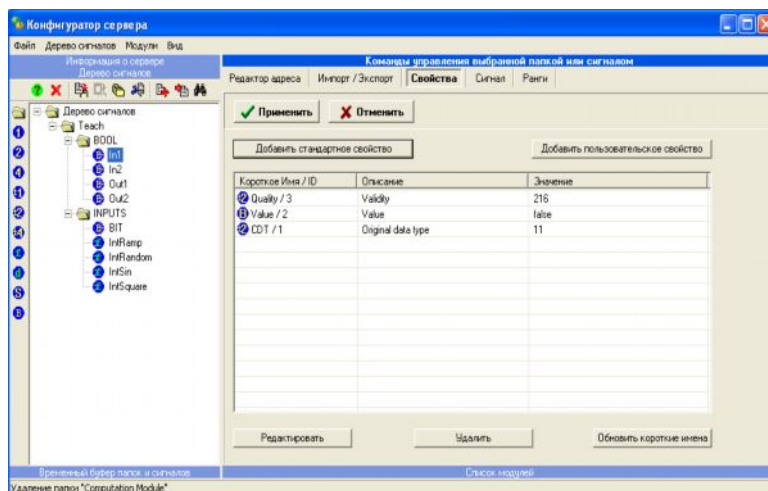 Конфигуратор сервера
Файл Дерево сигналов Модули Вид
Информация о сервере
Дерево сигналов
Команды управления выбранной папкой или сигналом
Редактор адреса Импорт / Экспорт Свойства Сигнал Ранги
Применить Отменить
Добавить стандартное свойство Добавить пользовательское свойство
Короткое Имя / ID Описание Значение
Quality / 3 Validity 216
Value / 2 Value false
CDT / 1 Original data type 11
Дерево сигналов
Teach
BOOL
In1
In2
Out1
Out2
INPUTS
BIT
IntRamp
IntRandom
IntSin
IntSquare
Редактировать Удалить Обновить короткие имена
Временный буфер папок и сигналов Список модулей
Удаление папки "Computation Module"